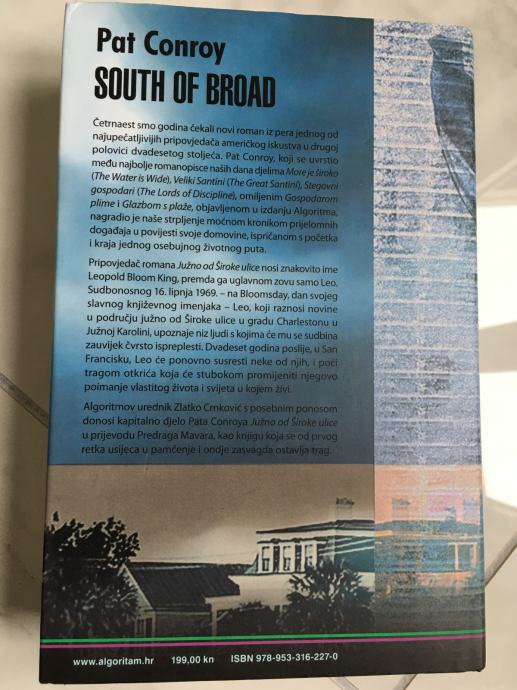 Pat Conroy
SOUTH OF BROAD
Četrnaest smo godina čekali novi roman iz pera jednog od
najupečatljivijih pripovjedača američkog iskustva u drugoj
polovici dvadesetog stoljeća. Pat Conroy, koji se uvrstio
među najbolje romanopisce naših dana djelima More je široko
(The Water is Wide), Veliki Santini (The Great Santini), Stegovni
gospodari (The Lords of Discipline), omiljenim Gospodarom
plime i Glazbom s plaže, objavljenom u izdanju Algoritma,
nagradio je naše strpljenje moćnom kronikom prijelomnih
događaja u povijesti svoje domovine, ispričanom s početka
i kraja jednog osebujnog životnog puta.
Pripovjedač romana Južno od Široke ulice nosi znakovito ime
Leopold Bloom King, premda ga uglavnom zovu samo Leo.
Sudbonosnog 16. lipnja 1969. – na Bloomsday, dan svojeg
slavnog književnog imenjaka – Leo, koji raznosi novine
u području južno od Široke ulice u gradu Charlestonu u
Južnoj Karolini, upoznaje niz ljudi s kojima će mu se sudbina
zauvijek čvrsto isprepleti. Dvadeset godina poslije, u San
Francisku, Leo će ponovno susresti neke od njih, i poći
tragom otkrića koja će stubokom promijeniti njegovo
poimanje vlastitog života i svijeta u kojem živi.
Algoritmov urednik Zlatko Crnković s posebnim ponosom
donosi kapitalno djelo Pata Conroya Južno od Široke ulice
u prijevodu Predraga Mavara, kao knjigu koja se od prvog
retka usijeca u pamćenje i ondje zasvagda ostavlja trag.
www.algoritam.hr 199,00 kn ISBN 978-953-316-227-0